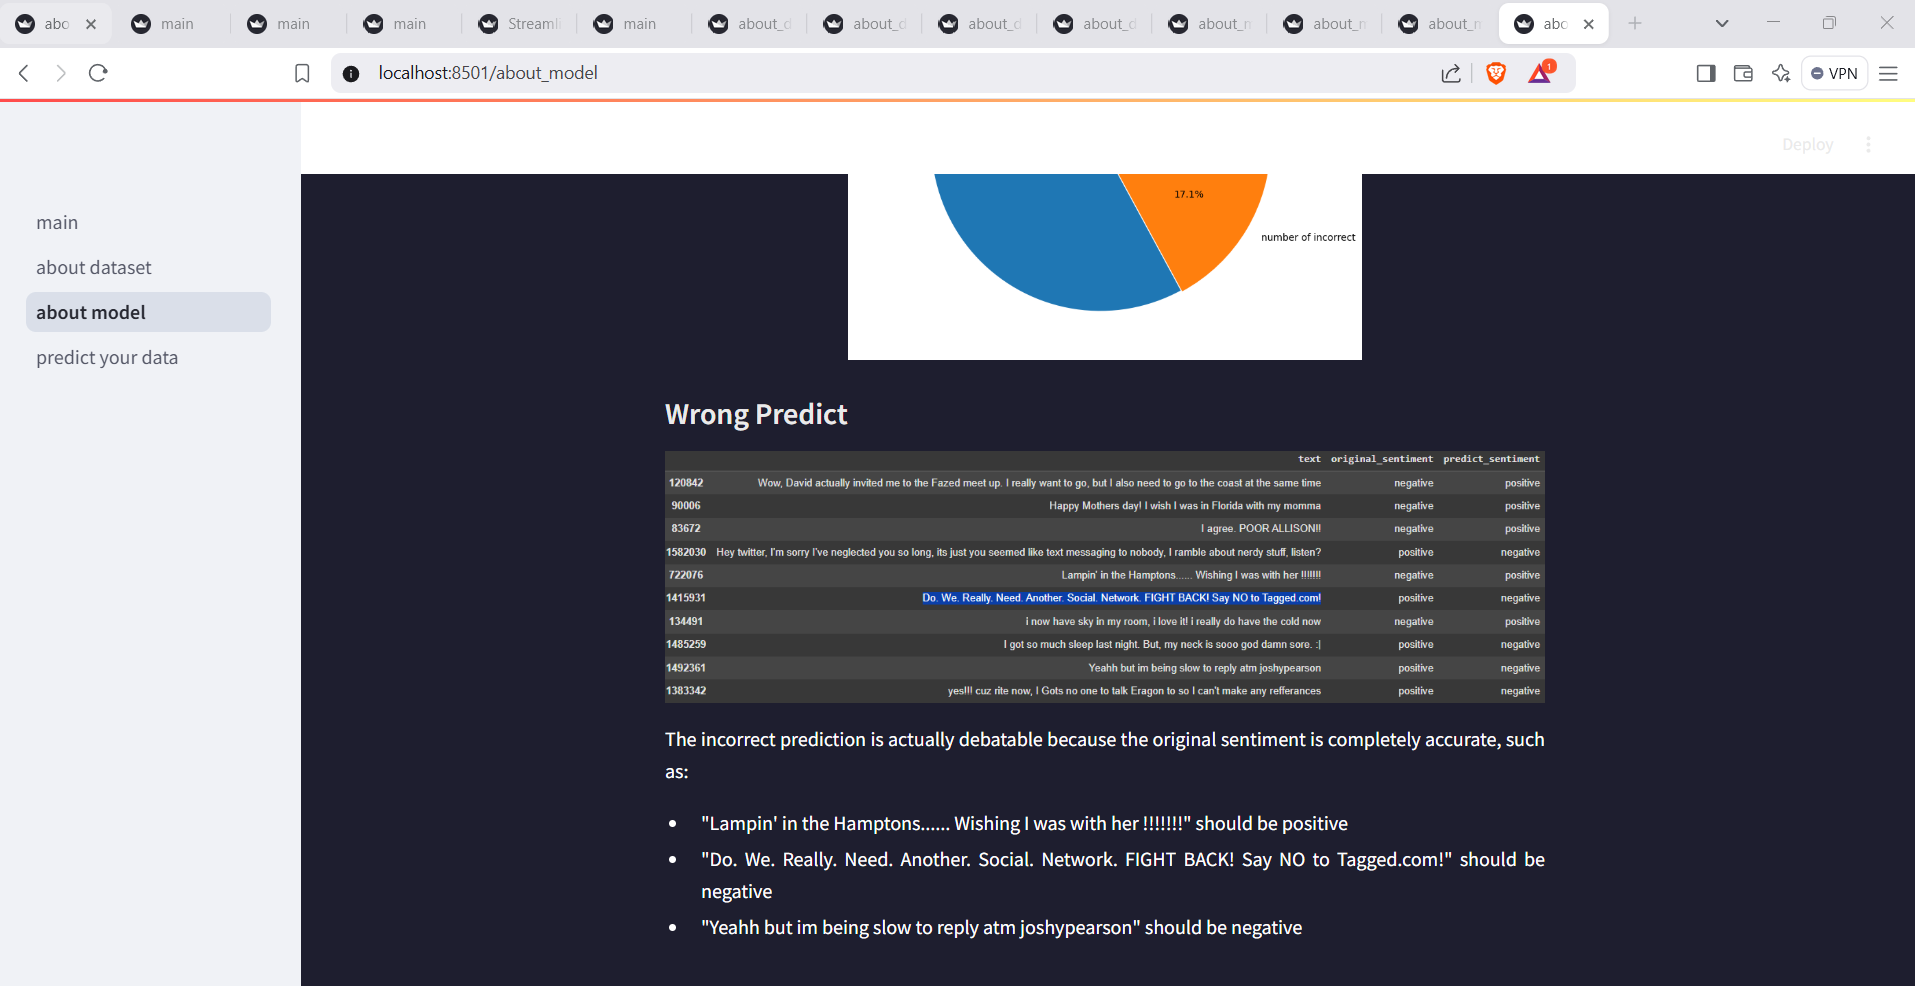 abo
main
main
main
Streamli
main
about_d
about_d
about_d
about_d
about_m
about_m
about_m
abo
localhost:8501/about_model
1
VPN
Deploy
main
about dataset
about model
predict your data
17.1%
number of incorrect
Wrong Predict
text original_sentiment predict_sentiment
120842 Wow, David actually invited me to the Fazed meet up. I really want to go, but I also need to go to the coast at the same time negative positive
90006 Happy Mothers day! I wish I was in Florida with my momma negative positive
83672 I agree. POOR ALLISON!! negative positive
1582030 Hey twitter, I'm sorry I've neglected you so long, its just you seemed like text messaging to nobody, I ramble about nerdy stuff, listen? positive negative
722076 Lampin' in the Hamptons...... Wishing I was with her !!!!!!! negative positive
1415931 Do. We. Really. Need. Another. Social. Network. FIGHT BACK! Say NO to Tagged.com! positive negative
134491 i now have sky in my room, i love it! i really do have the cold now negative positive
1485259 I got so much sleep last night. But, my neck is sooo god damn sore. :| positive negative
1492361 Yeahh but im being slow to reply atm joshypearson positive negative
1383342 yes!!! cuz rite now, I Gots no one to talk Eragon to so I can't make any refferances positive negative
The incorrect prediction is actually debatable because the original sentiment is completely accurate, such
as:
"Lampin' in the Hamptons...... Wishing I was with her !!!!!!!" should be positive
"Do. We. Really. Need. Another. Social. Network. FIGHT BACK! Say NO to Tagged.com!" should be
negative
"Yeahh but im being slow to reply atm joshypearson" should be negative